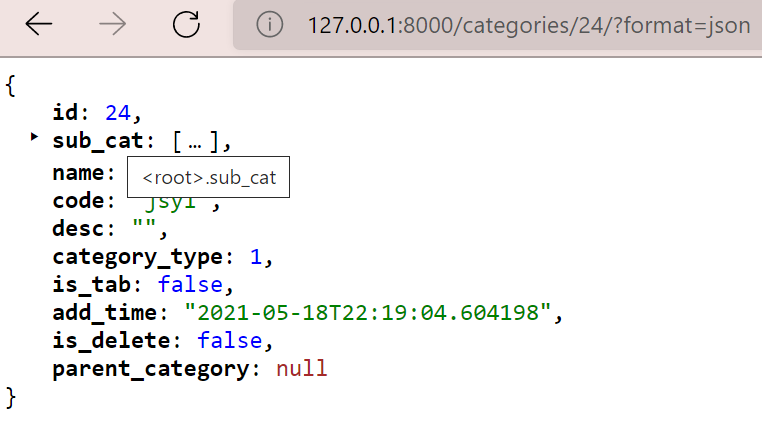 127.0.0.1:8000/categories/24/?format=json
{
id: 24,
sub_cat: […],
name:
<root>.sub_cat
code: "jsyl",
desc: "",
category_type: 1,
is_tab: false,
add_time: "2021-05-18T22:19:04.604198",
is_delete: false,
parent_category: null
}